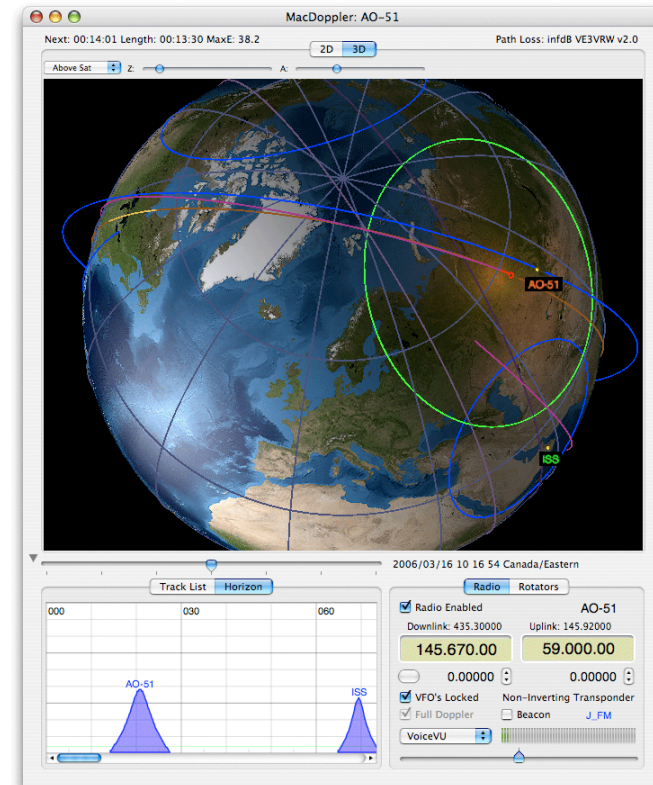 MacDoppler: AO-51
Next: 00:14:01 Length: 00:13:30 MaxE: 38.2
Path Loss: infdB VE3VRW v2.0
2D 3D
Above Sat Z: A:
AO-51
ISS
2006/03/16 10 16 54 Canada/Eastern
Track List Horizon
000 030 060
AO-51
ISS
Radio Rotators
Radio Enabled AO-51
Downlink: 435.30000 Uplink: 145.92000
145.670.00 59.000.00
0.00000 0.00000
VFO's Locked Non-Inverting Transponder
Full Doppler Beacon J_FM
VoiceVU